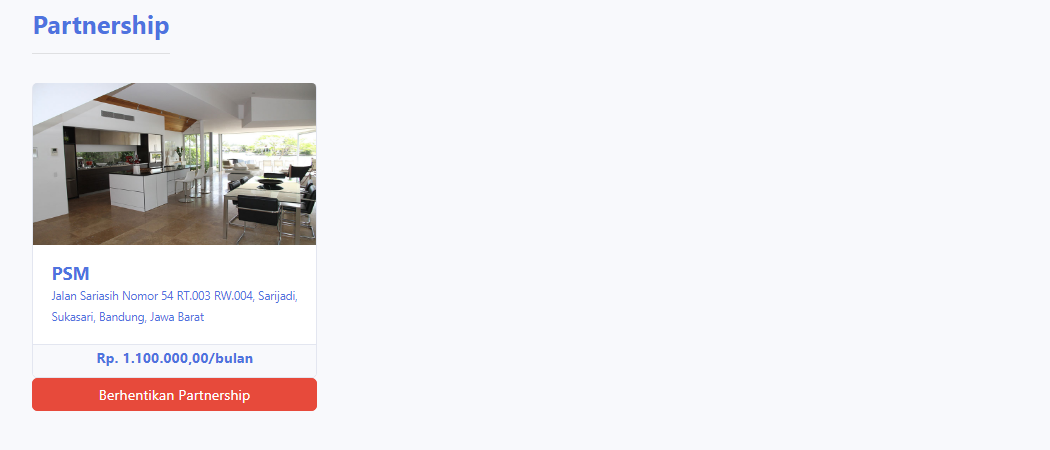 Partnership
PSM
Jalan Sariasih Nomor 54 RT.003 RW.004, Sarijadi,
Sukasari, Bandung, Jawa Barat
Rp. 1.100.000,00/bulan
Berhentikan Partnership